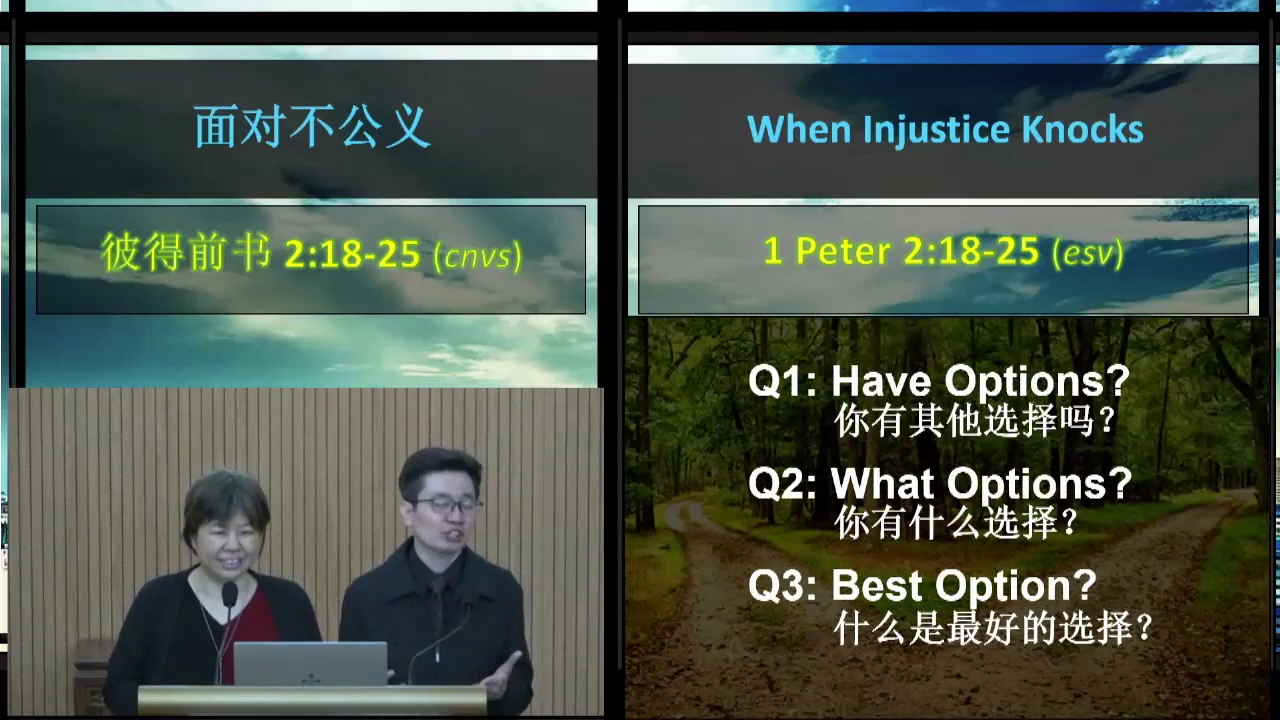 面对不公义
彼得前书 2:18-25 (cnvs)
When Injustice Knocks
1 Peter 2:18-25 (esv)
Q1: Have Options?
你有其他选择吗?
Q2: What Options?
你有什么选择?
Q3: Best Option?
什么是最好的选择?